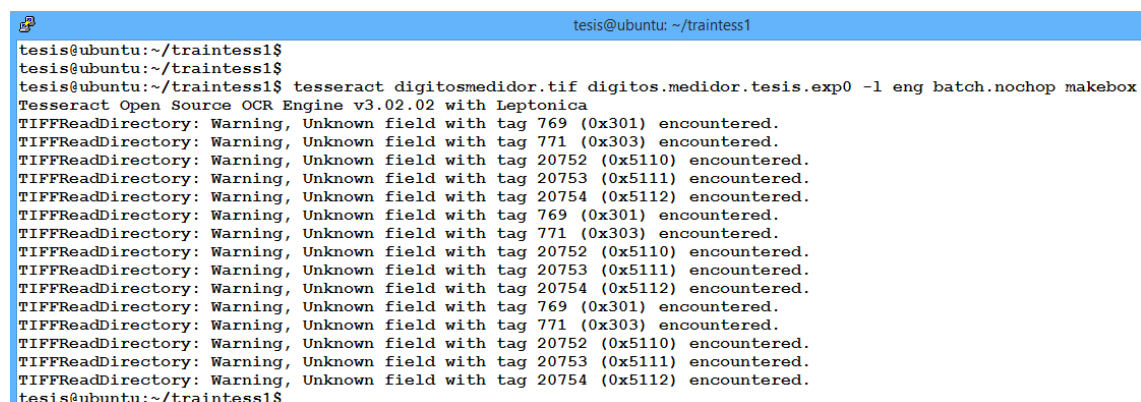 tesis@ubuntu: ~/traintess1
tesis@ubuntu:~/traintess1$
tesis@ubuntu:~/traintess1$
tesis@ubuntu:~/traintess1$ tesseract digitosmedidor.tif digitos.medidor.tesis.exp0 -l eng batch.nochop makebox
Tesseract Open Source OCR Engine v3.02.02 with Leptonica
TIFFReadDirectory: Warning, Unknown field with tag 769 (0x301) encountered.
TIFFReadDirectory: Warning, Unknown field with tag 771 (0x303) encountered.
TIFFReadDirectory: Warning, Unknown field with tag 20752 (0x5110) encountered.
TIFFReadDirectory: Warning, Unknown field with tag 20753 (0x5111) encountered.
TIFFReadDirectory: Warning, Unknown field with tag 20754 (0x5112) encountered.
TIFFReadDirectory: Warning, Unknown field with tag 769 (0x301) encountered.
TIFFReadDirectory: Warning, Unknown field with tag 771 (0x303) encountered.
TIFFReadDirectory: Warning, Unknown field with tag 20752 (0x5110) encountered.
TIFFReadDirectory: Warning, Unknown field with tag 20753 (0x5111) encountered.
TIFFReadDirectory: Warning, Unknown field with tag 20754 (0x5112) encountered.
TIFFReadDirectory: Warning, Unknown field with tag 769 (0x301) encountered.
TIFFReadDirectory: Warning, Unknown field with tag 771 (0x303) encountered.
TIFFReadDirectory: Warning, Unknown field with tag 20752 (0x5110) encountered.
TIFFReadDirectory: Warning, Unknown field with tag 20753 (0x5111) encountered.
TIFFReadDirectory: Warning, Unknown field with tag 20754 (0x5112) encountered.
tesis@ubuntu:~/traintess1$